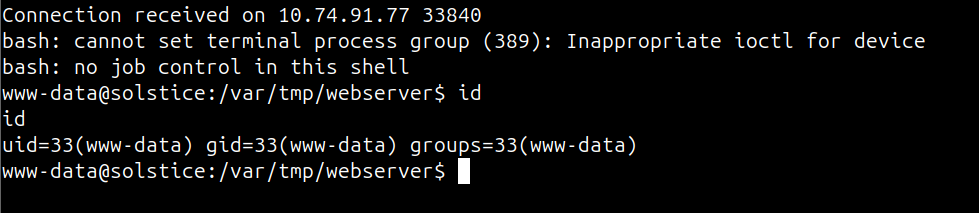 Connection received on 10.74.91.77 33840
bash: cannot set terminal process group (389): Inappropriate ioctl for device
bash: no job control in this shell
www-data@solstice:/var/tmp/webserver$ id
id
uid=33(www-data) gid=33(www-data) groups=33(www-data)
www-data@solstice:/var/tmp/webserver$